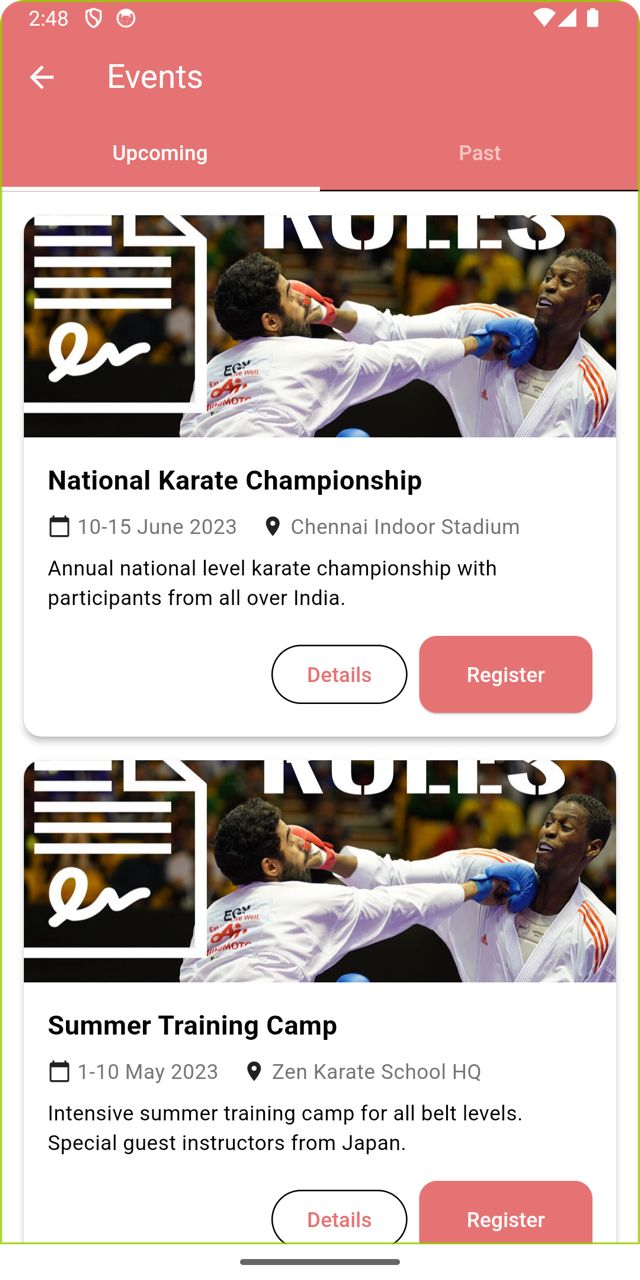 2:48
Events
Upcoming Past
RULES
EGY
National Karate Championship
10-15 June 2023 Chennai Indoor Stadium
Annual national level karate championship with
participants from all over India.
Details Register
RULES
EGY
Summer Training Camp
1-10 May 2023 Zen Karate School HQ
Intensive summer training camp for all belt levels.
Special guest instructors from Japan.
Details Register